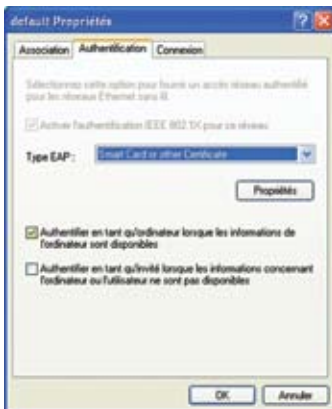 default Propriétés
Association Authentification Connexion
Sélectionnez cette option pour fournir un accès réseau authentifié
pour les réseaux Ethernet sans fil.
Activer l'authentification IEEE 802.1X pour ce réseau
Type EAP : Smart Card or other Certificate
Propriétés
Authentifier en tant qu'ordinateur lorsque les informations de
l'ordinateur sont disponibles
Authentifier en tant qu'invité lorsque les informations concernant
l'ordinateur ou l'utilisateur ne sont pas disponibles
OK Annuler